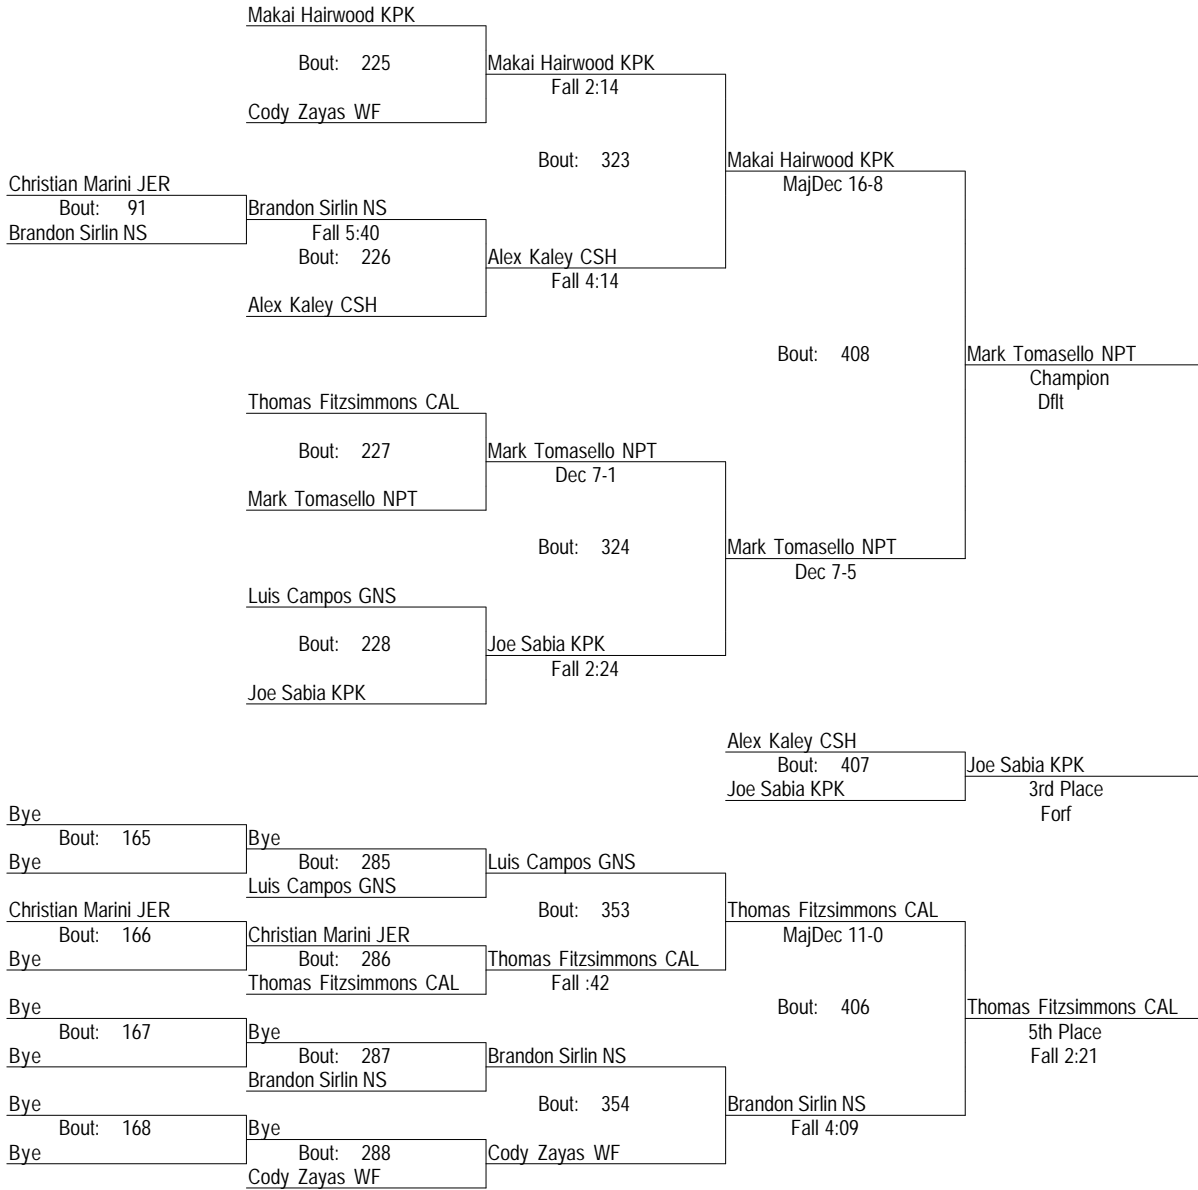 Makai Hairwood KPK
Bout: 225
Makai Hairwood KPK
Fall 2:14
Cody Zayas WF
Bout: 323
Makai Hairwood KPK
MajDec 16-8
Christian Marini JER
Bout: 91
Brandon Sirlin NS
Brandon Sirlin NS
Fall 5:40
Bout: 226
Alex Kaley CSH
Fall 4:14
Alex Kaley CSH
Bout: 408
Mark Tomasello NPT
Champion
Dflt
Thomas Fitzsimmons CAL
Bout: 227
Mark Tomasello NPT
Dec 7-1
Mark Tomasello NPT
Bout: 324
Mark Tomasello NPT
Dec 7-5
Luis Campos GNS
Bout: 228
Joe Sabia KPK
Fall 2:24
Joe Sabia KPK
Alex Kaley CSH
Bout: 407
Joe Sabia KPK
Joe Sabia KPK
3rd Place
Forf
Bye
Bout: 165
Bye
Bye
Bout: 285
Luis Campos GNS
Luis Campos GNS
Christian Marini JER
Bout: 166
Bye
Christian Marini JER
Bout: 286
Thomas Fitzsimmons CAL
Bout: 353
Thomas Fitzsimmons CAL
Fall :42
Thomas Fitzsimmons CAL
MajDec 11-0
Bye
Bout: 167
Bye
Bye
Bout: 287
Brandon Sirlin NS
Brandon Sirlin NS
Bout: 406
Thomas Fitzsimmons CAL
5th Place
Fall 2:21
Bye
Bout: 168
Bye
Bye
Bout: 288
Cody Zayas WF
Bout: 354
Cody Zayas WF
Brandon Sirlin NS
Fall 4:09